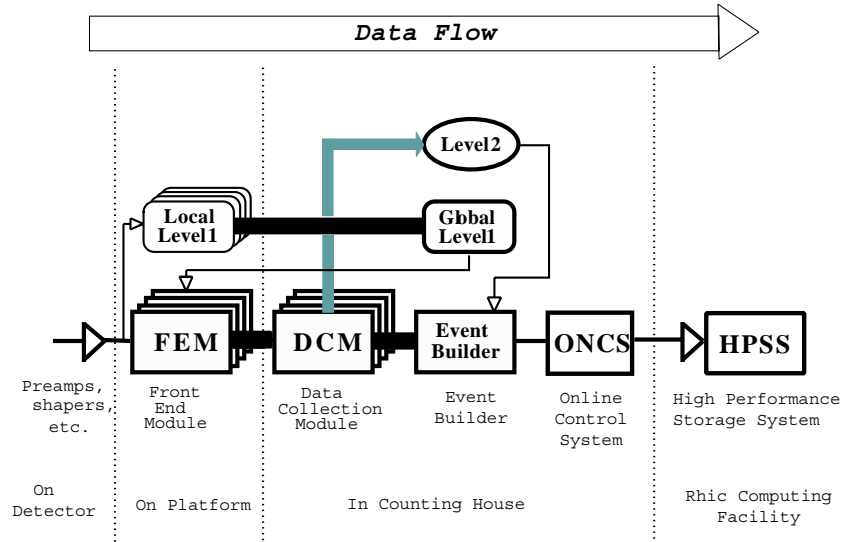 Data Flow
Level2
Local
Level1
Global
Level1
FEM
DCM
Event
Builder
ONCS
HPSS
Preamps,
shapers,
etc.
Front
End
Module
Data
Collection
Module
Event
Builder
Online
Control
System
High Performance
Storage System
On
Detector
On Platform
In Counting House
Rhic Computing
Facility